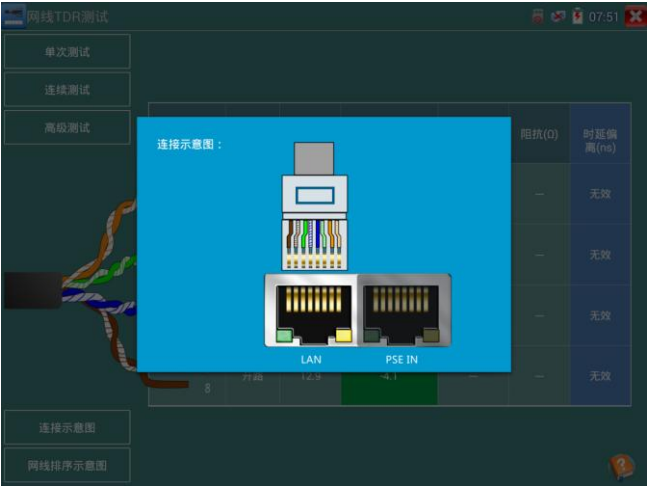 网线TDR测试
07:51
单次测试
连续测试
高级测试
连接示意图：
阻抗(Ω)
时延偏
离(ns)
— 无效
— 无效
— 无效
LAN
PSE IN
8 开路 12.9 -4.1 — — 无效
连接示意图
网线排序示意图